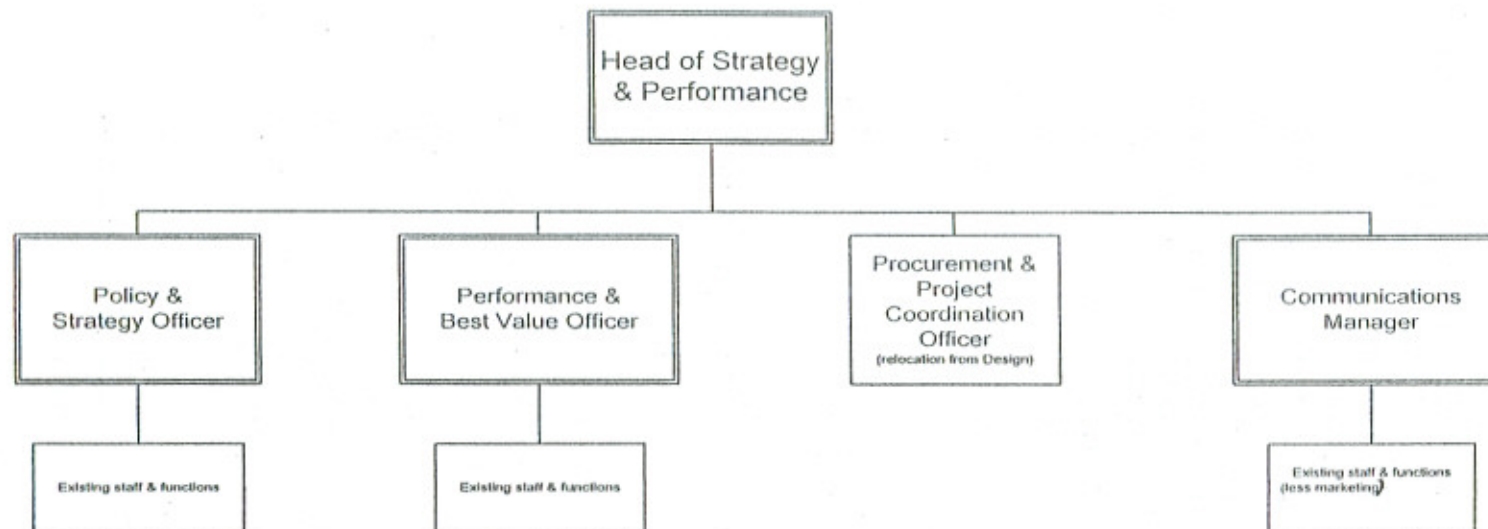 Head of Strategy
& Performance
Policy &
Strategy Officer
Performance &
Best Value Officer
Procurement &
Project
Coordination
Officer
(relocation from Design)
Communications
Manager
Existing staff & functions
Existing staff & functions
Existing staff & functions
(less marketing)